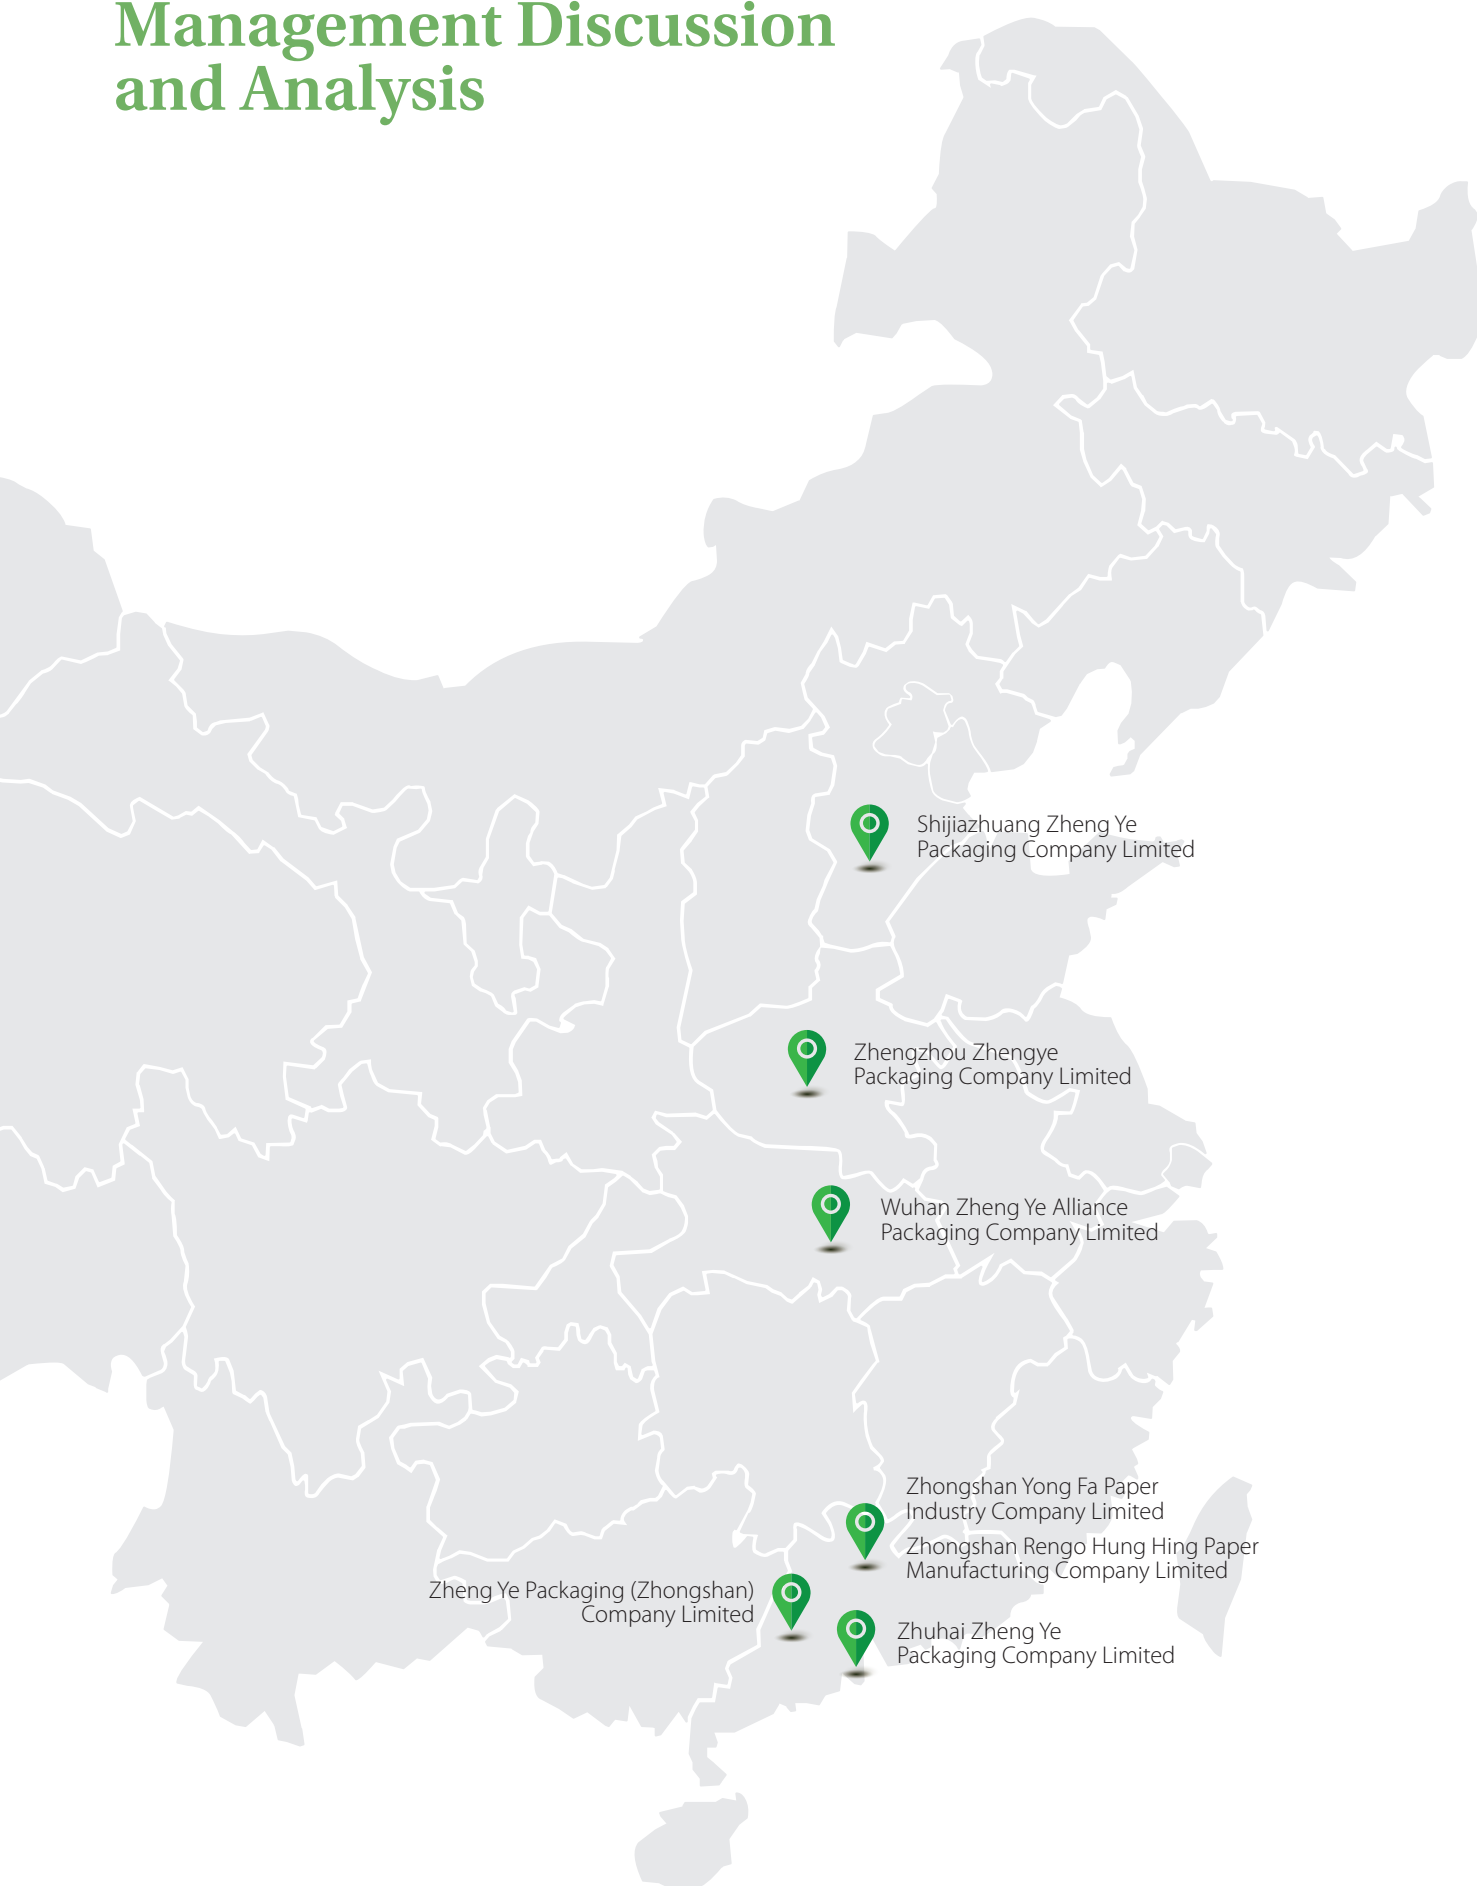 Management Discussion
and Analysis
Shijiazhuang Zheng Ye
Packaging Company Limited
Zhengzhou Zhengye
Packaging Company Limited
Wuhan Zheng Ye Alliance
Packaging Company Limited
Zhongshan Yong Fa Paper
Industry Company Limited
Zhongshan Rengo Hung Hing Paper
Manufacturing Company Limited
Zheng Ye Packaging (Zhongshan)
Company Limited
Zhuhai Zheng Ye
Packaging Company Limited